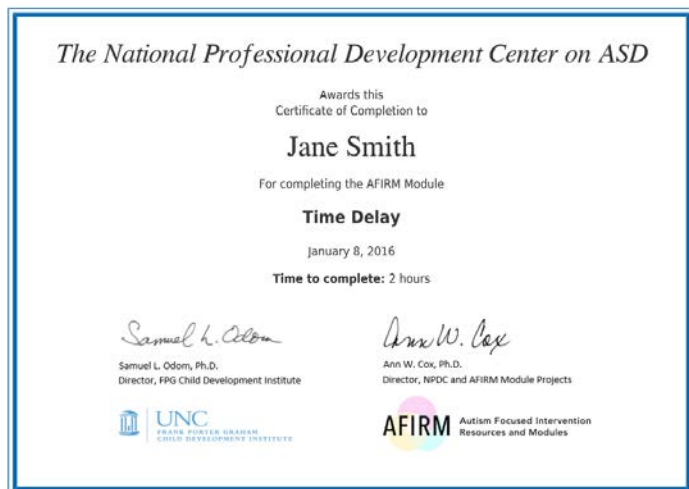 The National Professional Development Center on ASD
Awards this
Certificate of Completion to
Jane Smith
For completing the AFIRM Module
Time Delay
January 8, 2016
Time to complete: 2 hours
Samuel L. Odom
Samuel L. Odom, Ph.D.
Director, FPG Child Development Institute
UNC
FRANK PORTER GRAHAM
CHILD DEVELOPMENT INSTITUTE
Ann W. Cox
Ann W. Cox, Ph.D.
Director, NPDC and AFIRM Module Projects
AFIRM
Autism Focused Intervention
Resources and Modules